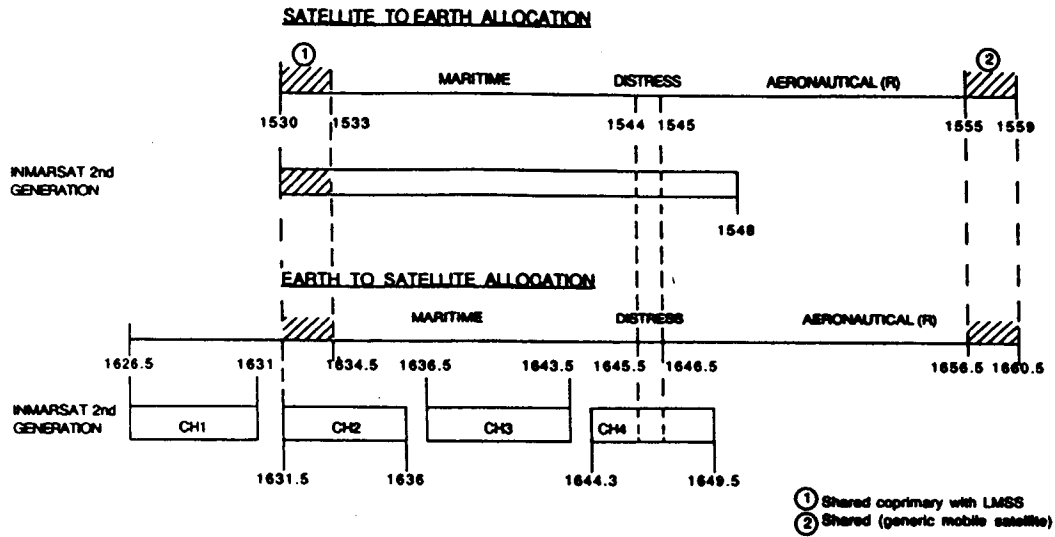 SATELLITE TO EARTH ALLOCATION
1 2
MARITIME DISTRESS AERONAUTICAL (R)
1530 1533 1544 1545 1555 1559
INMARSAT 2nd
GENERATION
1548
EARTH TO SATELLITE ALLOCATION
MARITIME DISTRESS AERONAUTICAL (R)
1626.5 1631 1634.5 1636.5 1643.5 1645.5 1646.5 1656.5 1660.5
INMARSAT 2nd
GENERATION
CH1 CH2 CH3 CH4
1631.5 1636 1644.3 1649.5
1 Shared coprimary with LMSS
2 Shared (generic mobile satellite)